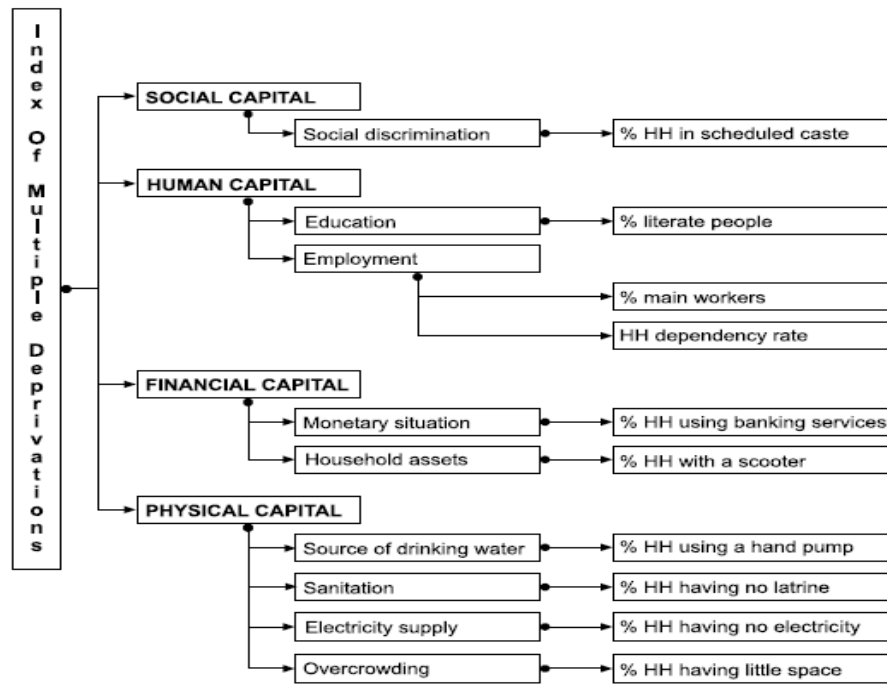 Index Of Multiple Deprivations
SOCIAL CAPITAL
Social discrimination
% HH in scheduled caste
HUMAN CAPITAL
Education
% literate people
Employment
% main workers
HH dependency rate
FINANCIAL CAPITAL
Monetary situation
% HH using banking services
Household assets
% HH with a scooter
PHYSICAL CAPITAL
Source of drinking water
% HH using a hand pump
Sanitation
% HH having no latrine
Electricity supply
% HH having no electricity
Overcrowding
% HH having little space